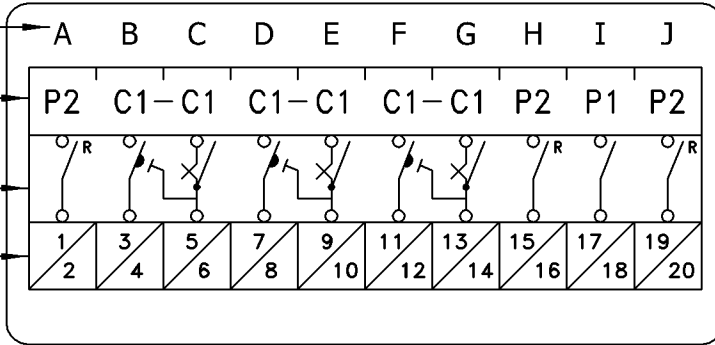 A B C D E F G H I J
P2 C1-C1 C1-C1 C1-C1 P2 P1 P2
R R R
1 3 5 7 9 11 13 15 17 19
2 4 6 8 10 12 14 16 18 20